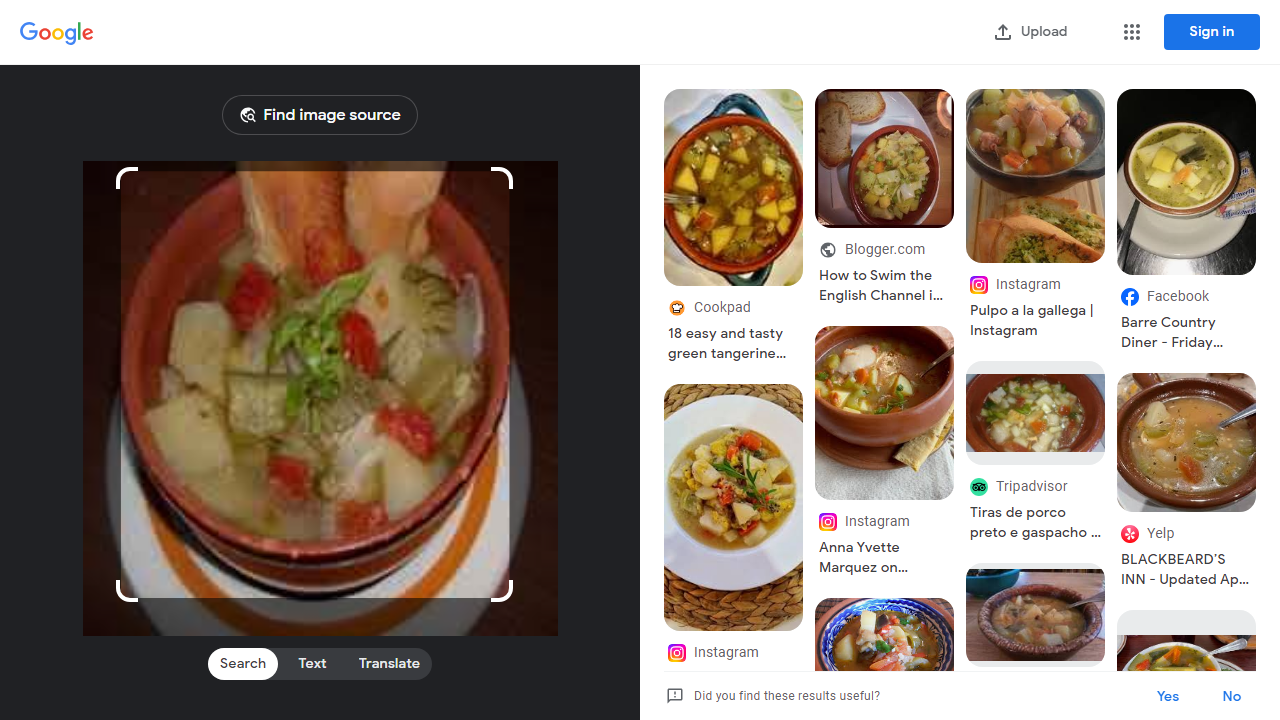 Google
Upload
Sign in
Find image source
Search
Text
Translate
Cookpad
18 easy and tasty
green tangerine...
Instagram
Blogger.com
How to Swim the
English Channel i...
Instagram
Anna Yvette
Marquez on...
Instagram
Pulpo a la gallega |
Instagram
Tripadvisor
Tiras de porco
preto e gaspacho ...
Facebook
Barre Country
Diner - Friday...
Yelp
BLACKBEARD'S
INN - Updated Ap...
Did you find these results useful?
Yes
No